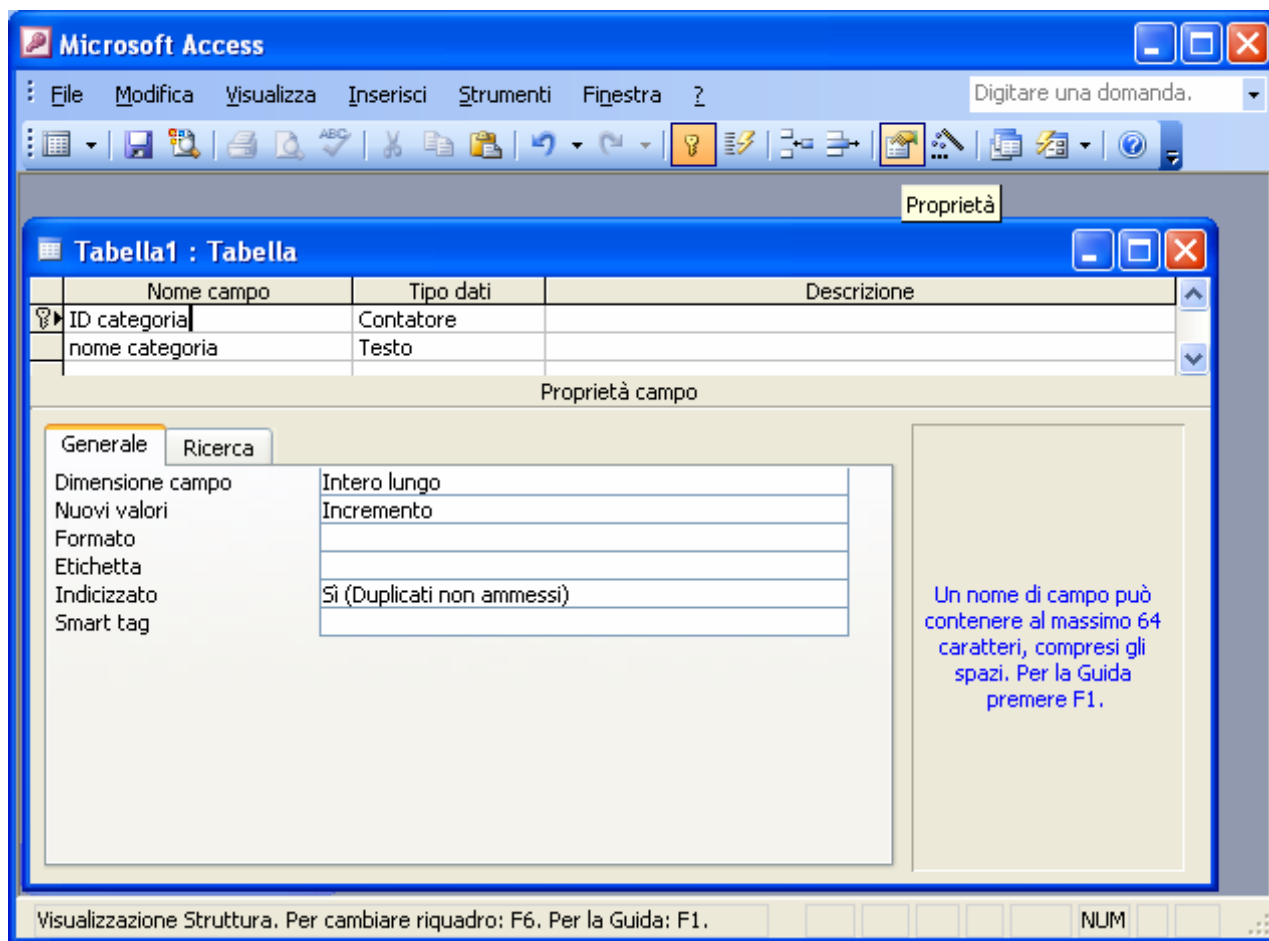 Microsoft Access
File Modifica Visualizza Inserisci Strumenti Finestra ? Digitare una domanda.
ABC
Proprietà
Tabella1 : Tabella
Nome campo Tipo dati Descrizione
ID categoria Contatore
nome categoria Testo
Proprietà campo
Generale Ricerca
Dimensione campo Intero lungo
Nuovi valori Incremento
Formato
Etichetta
Indicizzato Sì (Duplicati non ammessi)
Smart tag
Un nome di campo può
contenere al massimo 64
caratteri, compresi gli
spazi. Per la Guida
premere F1.
Visualizzazione Struttura. Per cambiare riquadro: F6. Per la Guida: F1. NUM